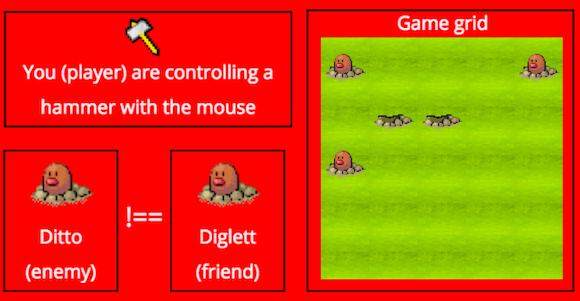 You (player) are controlling a
hammer with the mouse
Ditto
(enemy)
!==
Diglett
(friend)
Game grid